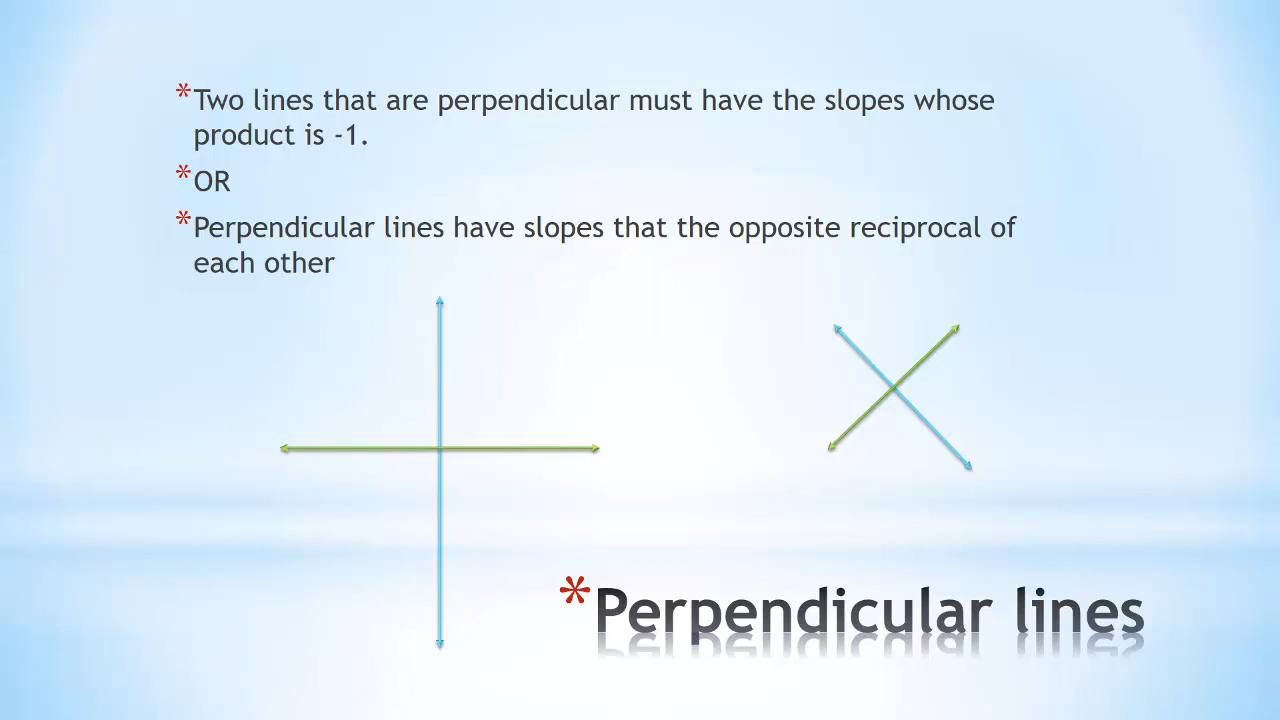 *Two lines that are perpendicular must have the slopes whose
product is -1.
*OR
*Perpendicular lines have slopes that the opposite reciprocal of
each other
*Perpendicular lines